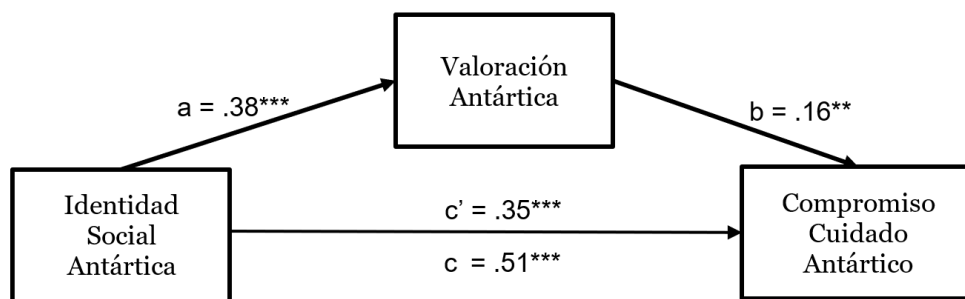 Valoración
Antártica
a = .38***
b = .16**
Identidad
Social
Antártica
c’ = .35***
c = .51***
Compromiso
Cuidado
Antártico